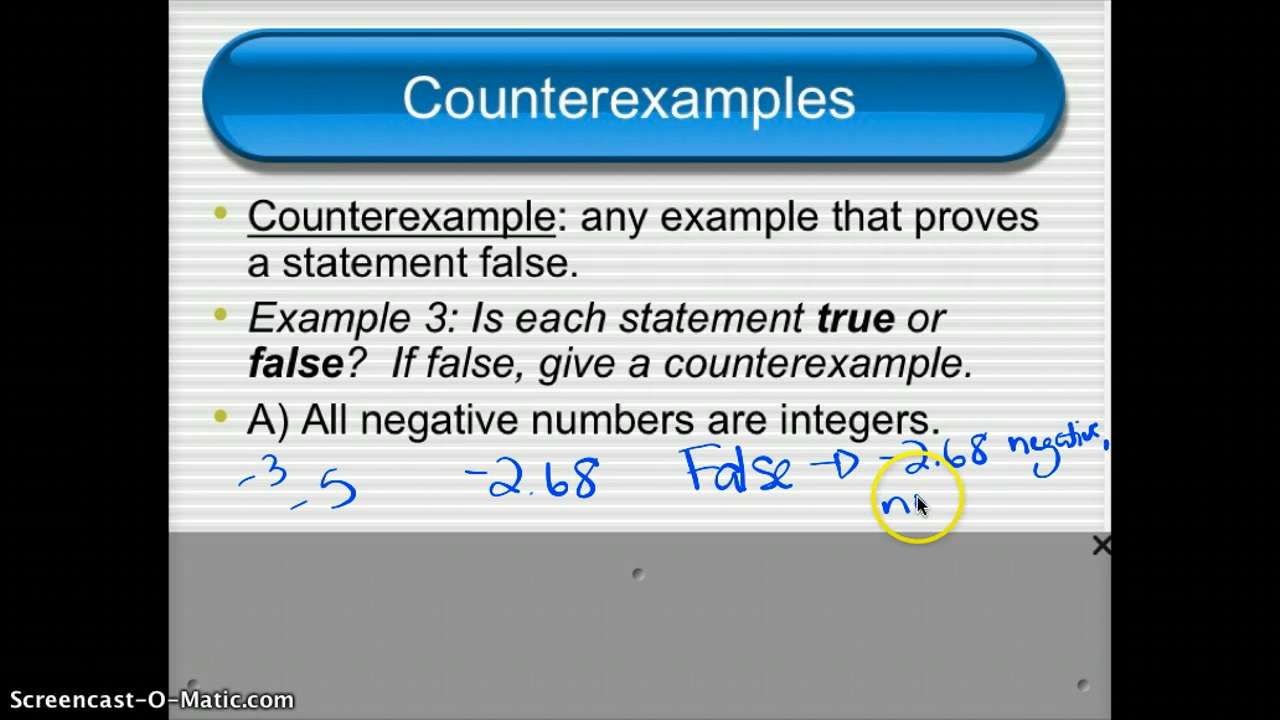 Counterexamples
• Counterexample: any example that proves
a statement false.
• Example 3: Is each statement true or
false? If false, give a counterexample.
• A) All negative numbers are integers.
-3 -5 -2.68 False → -2.68 negative,
Screencast-O-Matic.com